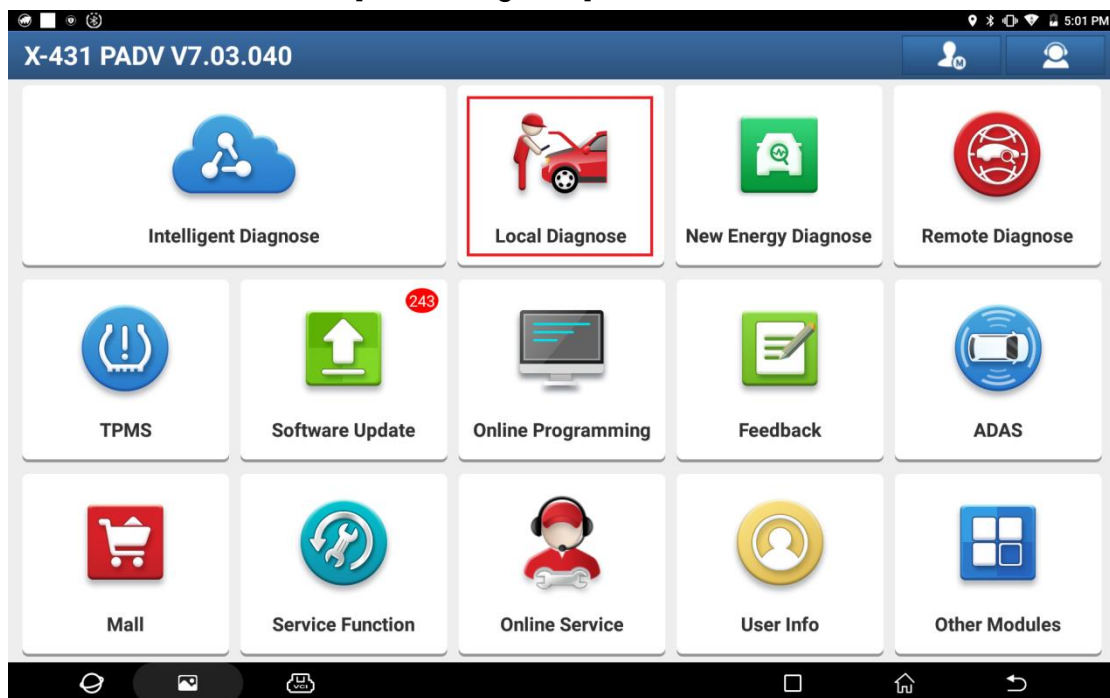 5:01 PM
X-431 PADV V7.03.040
M
Intelligent Diagnose
Local Diagnose
New Energy Diagnose
Remote Diagnose
243
TPMS
Software Update
Online Programming
Feedback
ADAS
Mall
Service Function
Online Service
User Info
Other Modules
VCI